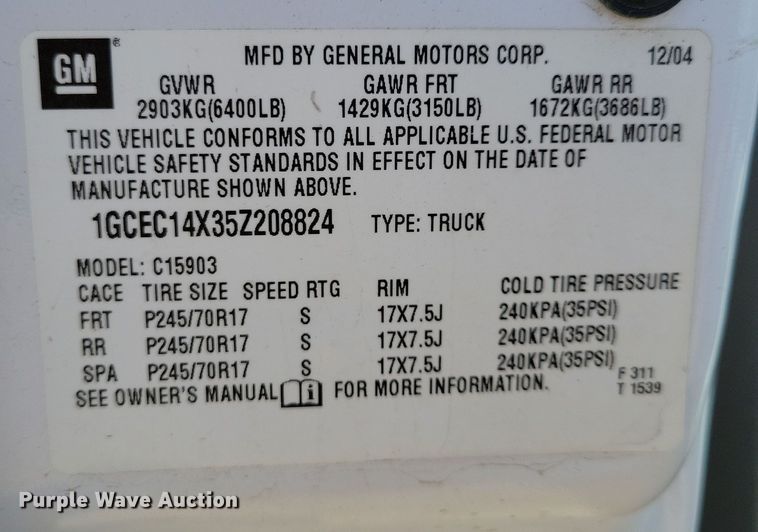 GM ®
MFD BY GENERAL MOTORS CORP. 12/04
GVWR GAWR FRT GAWR RR
2903KG(6400LB) 1429KG(3150LB) 1672KG(3686LB)
THIS VEHICLE CONFORMS TO ALL APPLICABLE U.S. FEDERAL MOTOR
VEHICLE SAFETY STANDARDS IN EFFECT ON THE DATE OF
MANUFACTURE SHOWN ABOVE.
1GCEC14X35Z208824 TYPE: TRUCK
MODEL: C15903
CACE TIRE SIZE SPEED RTG RIM COLD TIRE PRESSURE
FRT P245/70R17 S 17X7.5J 240KPA(35PSI)
RR P245/70R17 S 17X7.5J 240KPA(35PSI)
SPA P245/70R17 S 17X7.5J 240KPA(35PSI)
SEE OWNER'S MANUAL i FOR MORE INFORMATION.
F 311
T 1539
Purple Wave Auction